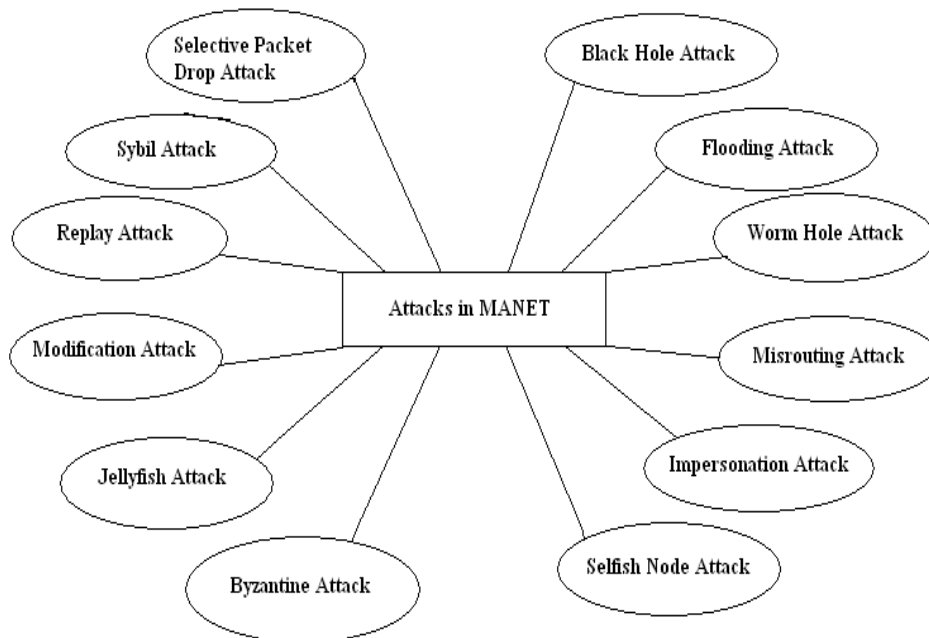 Selective Packet
Drop Attack
Black Hole Attack
Sybil Attack
Flooding Attack
Replay Attack
Worm Hole Attack
Attacks in MANET
Modification Attack
Misrouting Attack
Jellyfish Attack
Impersonation Attack
Byzantine Attack
Selfish Node Attack